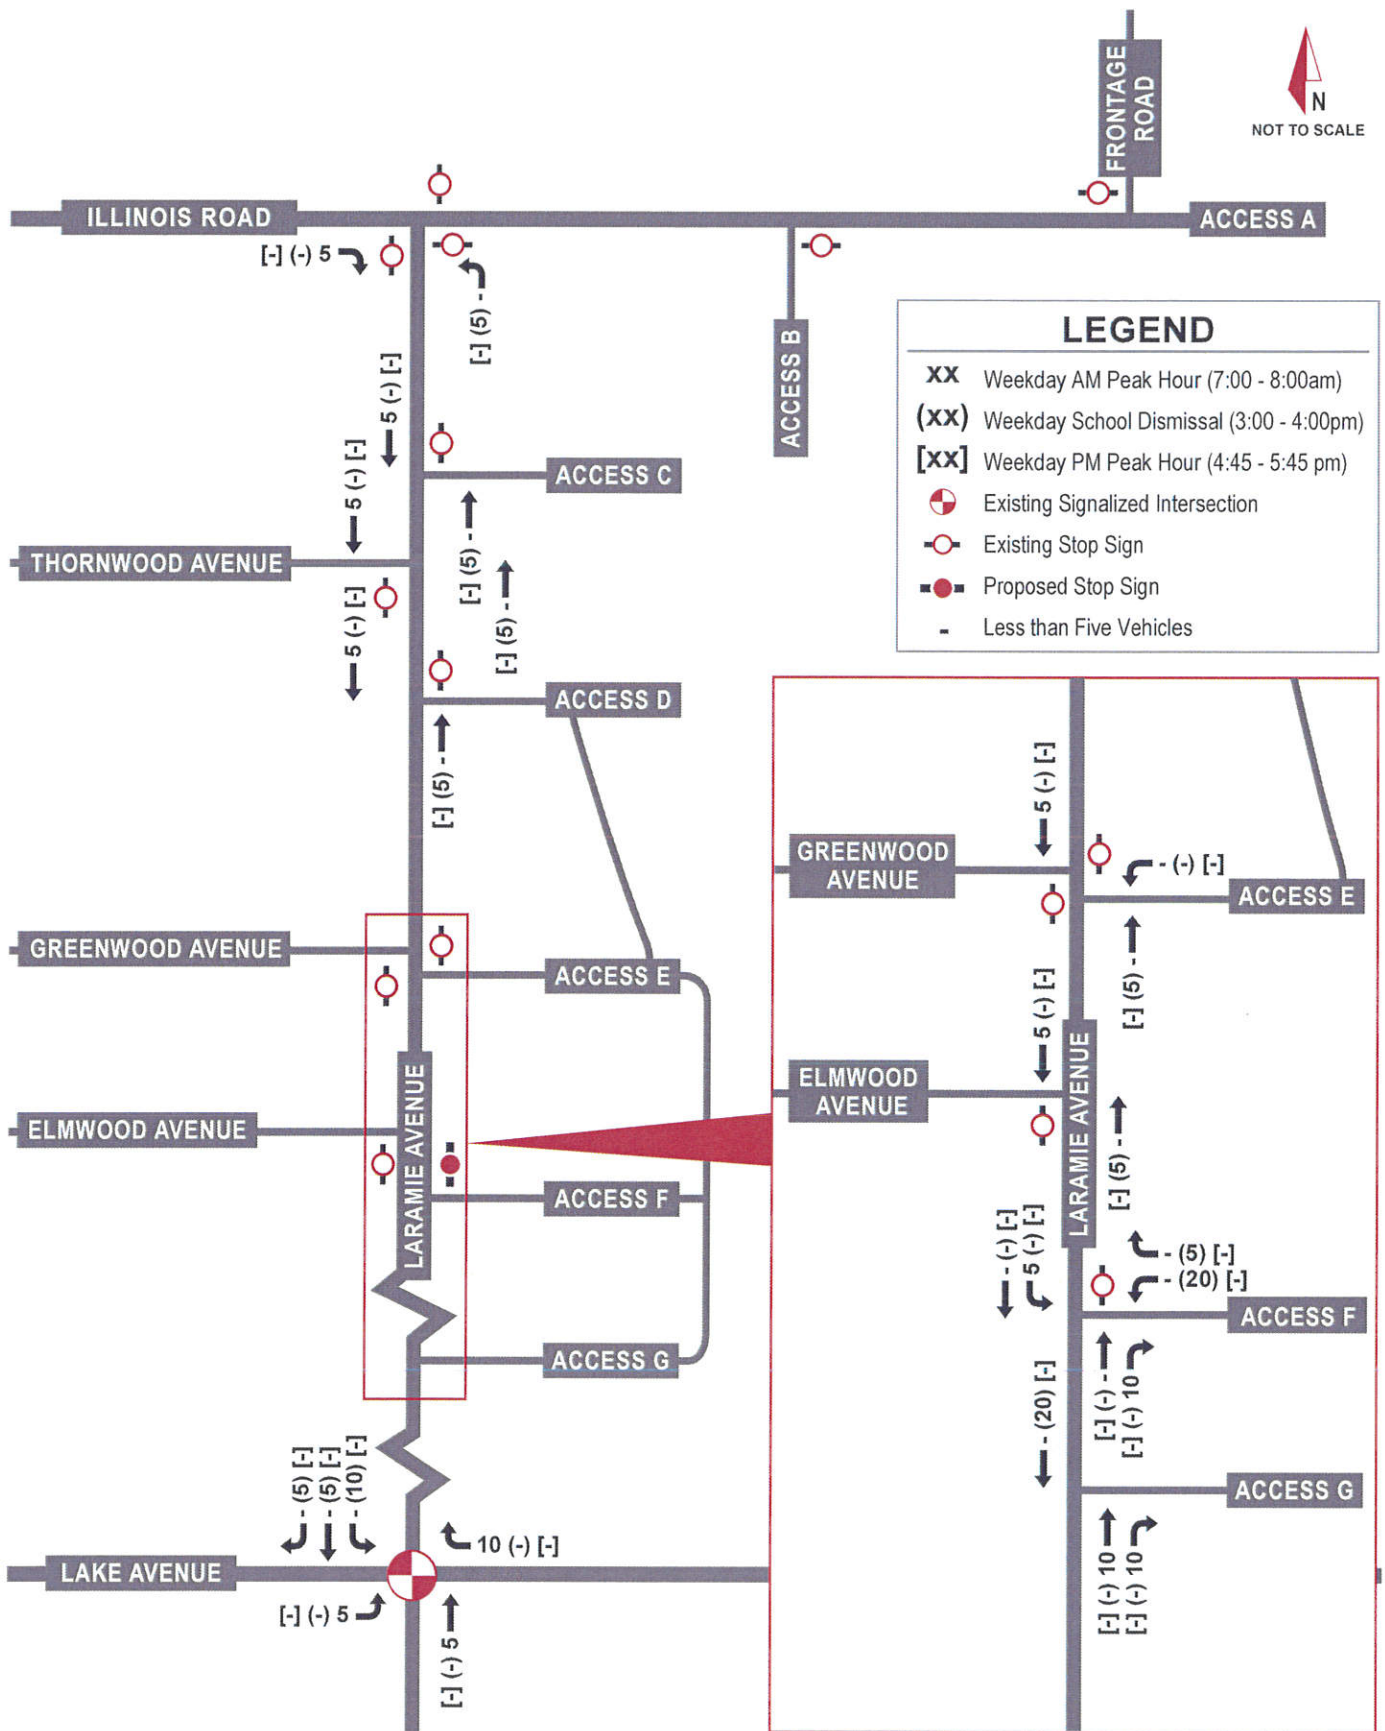 FRONTAGE
ROAD
N
NOT TO SCALE
ILLINOIS ROAD
ACCESS A
[-] (-) 5
[-] (5) -
ACCESS B
5 (-) [-]
LEGEND
xx Weekday AM Peak Hour (7:00 - 8:00am)
(xx) Weekday School Dismissal (3:00 - 4:00pm)
[xx] Weekday PM Peak Hour (4:45 - 5:45 pm)
Existing Signalized Intersection
Existing Stop Sign
Proposed Stop Sign
- Less than Five Vehicles
ACCESS C
5 (-) [-]
THORNWOOD AVENUE
[-] (5) -
[-] (5) -
5 (-) [-]
ACCESS D
[-] (5) -
GREENWOOD AVENUE
ACCESS E
LARAMIE AVENUE
ELMWOOD AVENUE
ACCESS F
ACCESS G
- (5) [-]
- (5) [-]
- (10) [-]
10 (-) [-]
LAKE AVENUE
[-] (-) 5
[-] (-) 5
5 (-) [-]
GREENWOOD
AVENUE
- (-) [-]
ACCESS E
[-] (5) -
5 (-) [-]
ELMWOOD
AVENUE
LARAMIE AVENUE
[-] (5) -
- (-) [-]
5 (-) [-]
- (5) [-]
- (20) [-]
ACCESS F
[-] (-) -
[-] (-) 10
- (20) [-]
ACCESS G
[-] (-) 10
[-] (-) 10